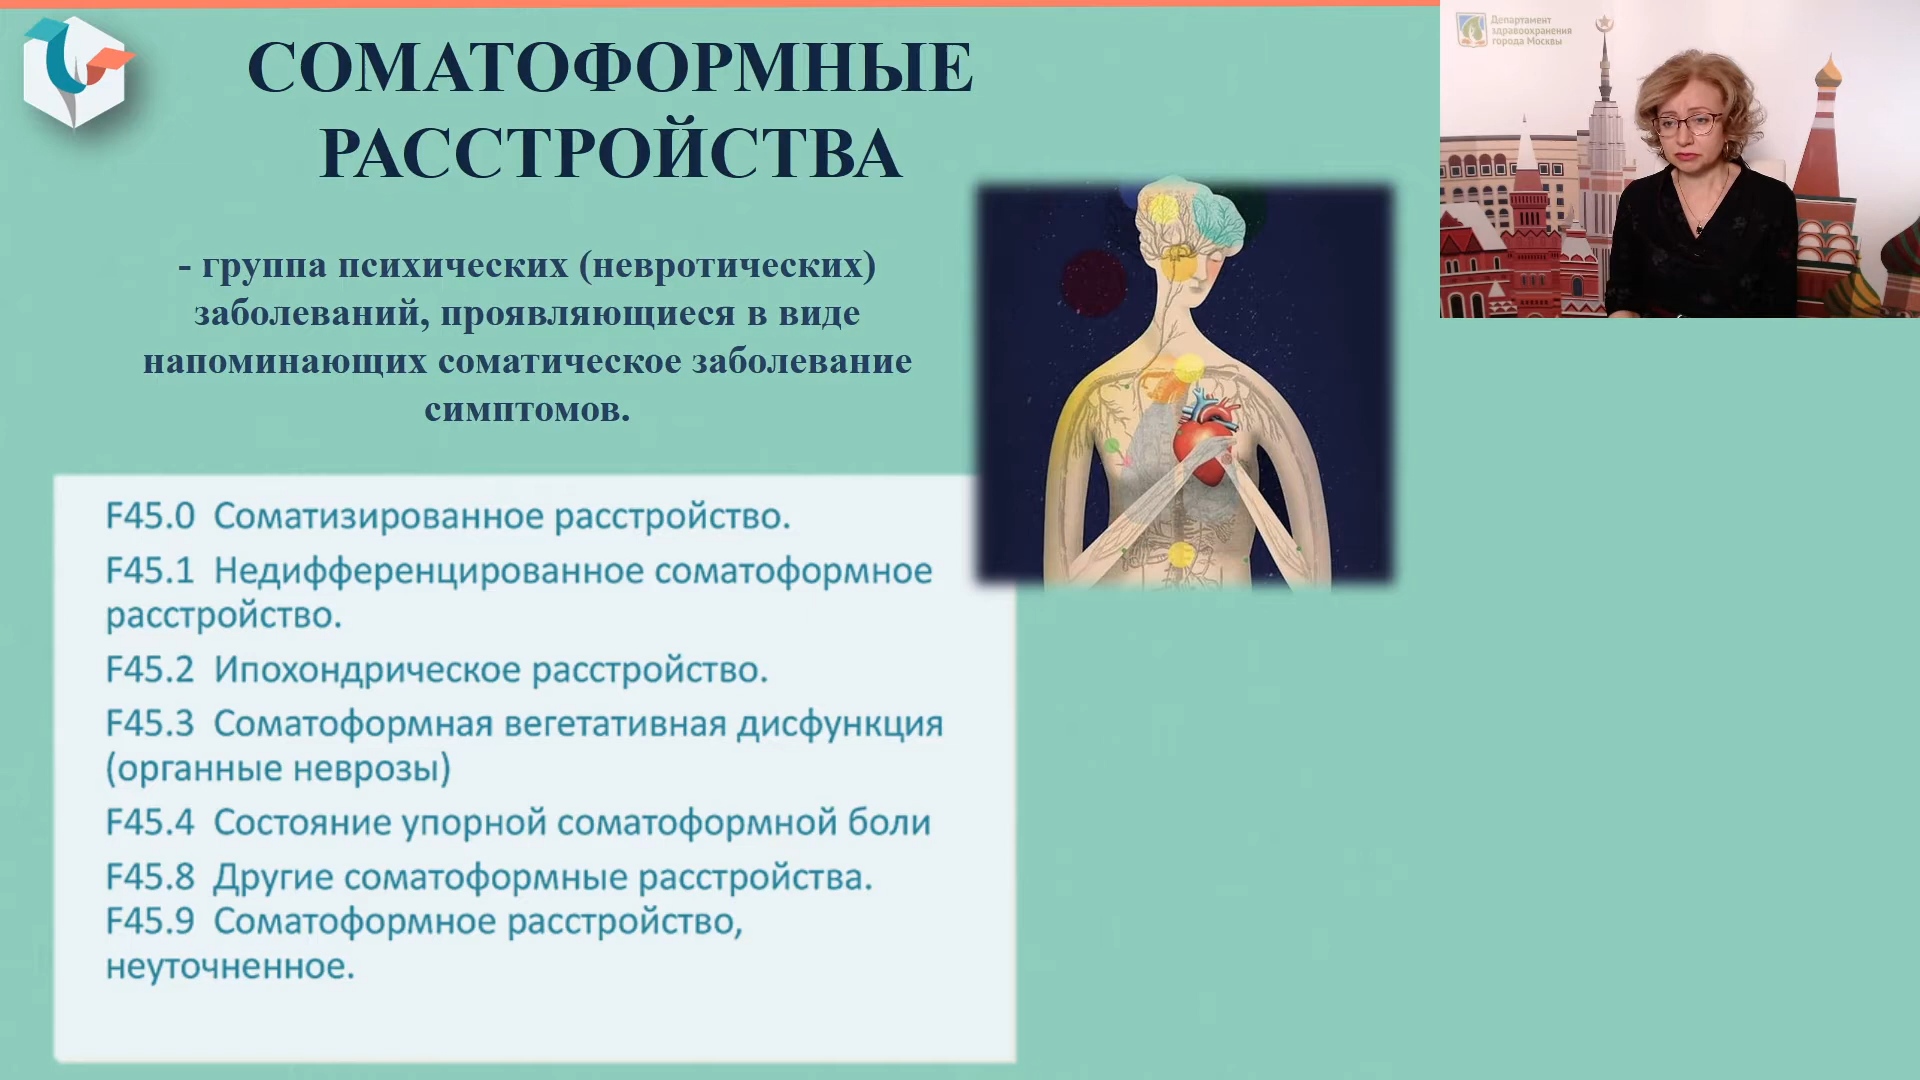 СОМАТОФОРМНЫЕ
РАССТРОЙСТВА
- группа психических (невротических)
заболеваний, проявляющиеся в виде
напоминающих соматическое заболевание
симптомов.
F45.0 Соматизированное расстройство.
F45.1 Недифференцированное соматоформное
расстройство.
F45.2 Ипохондрическое расстройство.
F45.3 Соматоформная вегетативная дисфункция
(органные неврозы)
F45.4 Состояние упорной соматоформной боли
F45.8 Другие соматоформные расстройства.
F45.9 Соматоформное расстройство,
неуточненное.
Департамент
здравоохранения
города Москвы